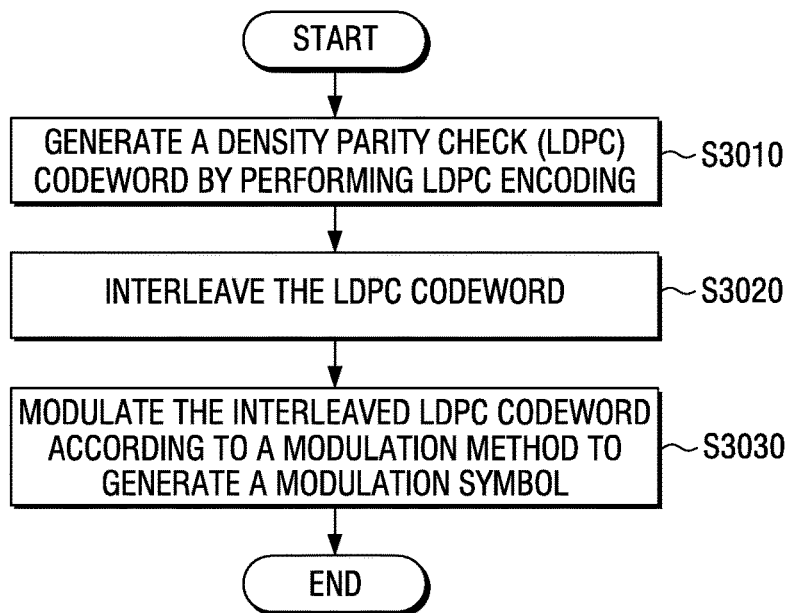 START
GENERATE A DENSITY PARITY CHECK (LDPC)
CODEWORD BY PERFORMING LDPC ENCODING
S3010
INTERLEAVE THE LDPC CODEWORD
S3020
MODULATE THE INTERLEAVED LDPC CODEWORD
ACCORDING TO A MODULATION METHOD TO
GENERATE A MODULATION SYMBOL
S3030
END